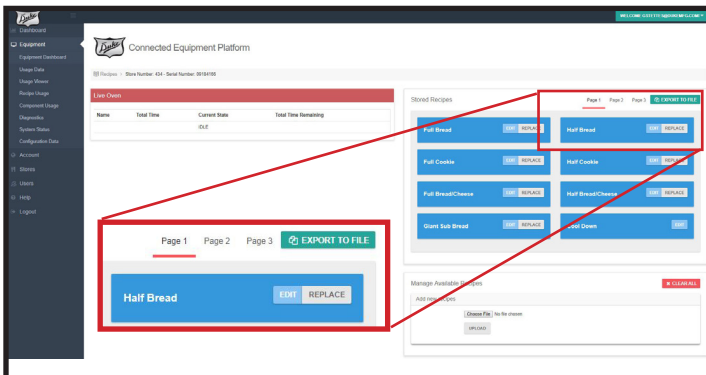 Duke
WELCOME
Dashboard
Equipment
Equipment Dashboard
Usage Data
Usage Viewer
Recipe Usage
Component Usage
Diagnostics
System Status
Configuration Data
Account
Stores
Users
Help
Logout
Duke
Connected Equipment Platform
Recipes > Store Number: 434 - Serial Number: 09164166
Live Oven
Name Total Time Current State Total Time Remaining
IDLE
Stored Recipes
Page 1 Page 2 Page 3 EXPORT TO FILE
Full Bread EDIT REPLACE
Half Bread EDIT REPLACE
Full Cookie EDIT REPLACE
Half Cookie EDIT REPLACE
Full Bread/Cheese EDIT REPLACE
Half Bread/Cheese EDIT REPLACE
Giant Sub Bread EDIT REPLACE
Cool Down EDIT
Page 1 Page 2 Page 3 EXPORT TO FILE
Half Bread EDIT REPLACE
Manage Available Recipes CLEAR ALL
Add new recipes
Choose File No file chosen
UPLOAD